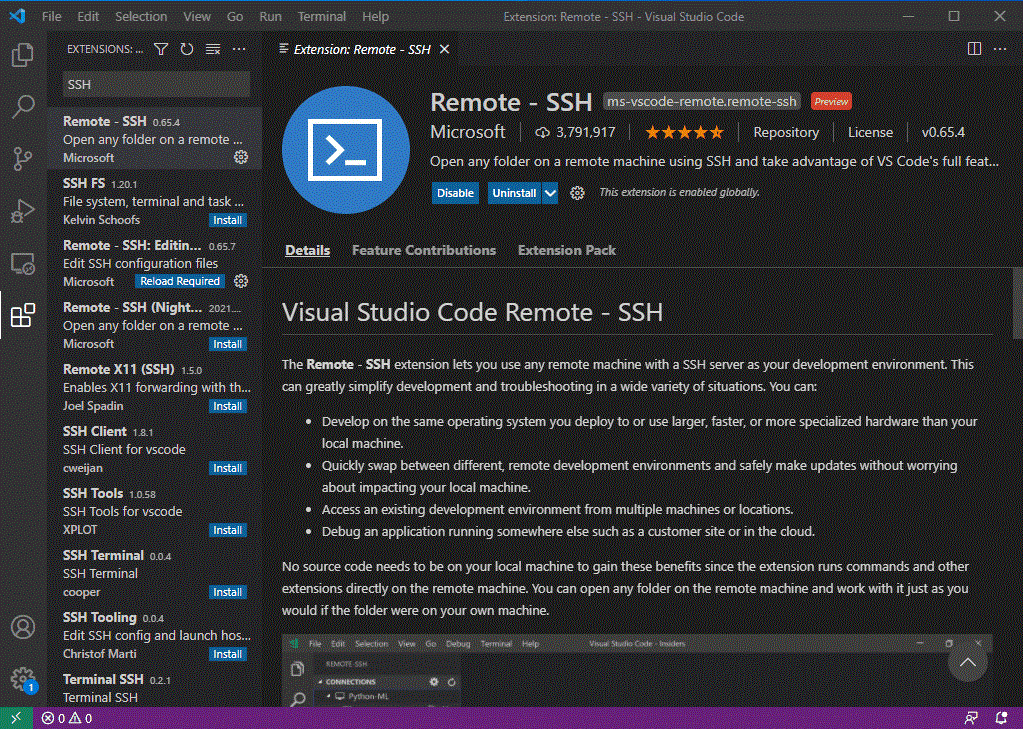 File Edit Selection View Go Run Terminal Help Extension: Remote - SSH - Visual Studio Code
EXTENSIONS: ...
SSH
Remote - SSH 0.65.4
Open any folder on a remote ...
Microsoft
SSH FS 1.20.1
File system, terminal and task ...
Kelvin Schoofs Install
Remote - SSH: Editin... 0.65.7
Edit SSH configuration files
Microsoft Reload Required
Remote - SSH (Night... 2021....
Open any folder on a remote ...
Microsoft Install
Remote X11 (SSH) 1.5.0
Enables X11 forwarding with th...
Joel Spadin Install
SSH Client 1.8.1
SSH Client for vscode
cweijan Install
SSH Tools 1.0.58
SSH Tools for vscode
XPLOT Install
SSH Terminal 0.0.4
SSH Terminal
cooper Install
SSH Tooling 0.0.4
Edit SSH config and launch hos...
Christof Marti Install
Terminal SSH 0.2.1
Terminal SSH
Extension: Remote - SSH
Remote - SSH ms-vscode-remote.remote-ssh Preview
Microsoft 3,791,917 Repository License v0.65.4
Open any folder on a remote machine using SSH and take advantage of VS Code's full feat...
Disable Uninstall This extension is enabled globally.
Details Feature Contributions Extension Pack
Visual Studio Code Remote - SSH
The Remote - SSH extension lets you use any remote machine with a SSH server as your development environment. This
can greatly simplify development and troubleshooting in a wide variety of situations. You can:
• Develop on the same operating system you deploy to or use larger, faster, or more specialized hardware than your
local machine.
• Quickly swap between different, remote development environments and safely make updates without worrying
about impacting your local machine.
• Access an existing development environment from multiple machines or locations.
• Debug an application running somewhere else such as a customer site or in the cloud.
No source code needs to be on your local machine to gain these benefits since the extension runs commands and other
extensions directly on the remote machine. You can open any folder on the remote machine and work with it just as you
would if the folder were on your own machine.
File Edit Selection View Go Debug Terminal Help Visual Studio Code - Insiders
REMOTE-SSH
CONNECTIONS
Python-ML
1
0 0